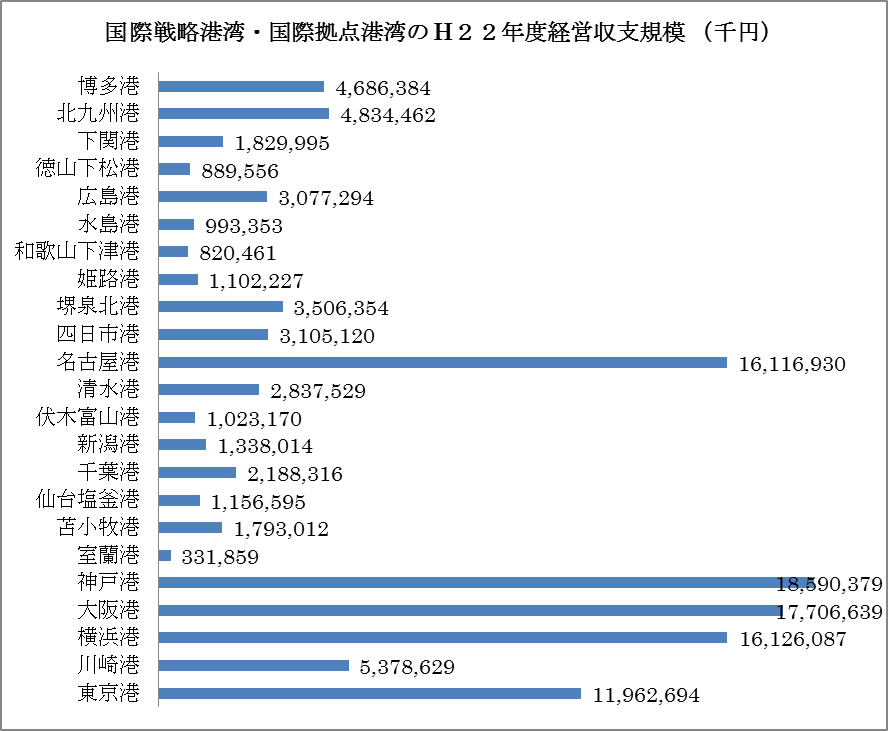 国際戦略港湾・国際拠点港湾のＨ２２年度経営収支規模（千円）
博多港 4,686,384
北九州港 4,834,462
下関港 1,829,995
徳山下松港 889,556
広島港 3,077,294
水島港 993,353
和歌山下津港 820,461
姫路港 1,102,227
堺泉北港 3,506,354
四日市港 3,105,120
名古屋港 16,116,930
清水港 2,837,529
伏木富山港 1,023,170
新潟港 1,338,014
千葉港 2,188,316
仙台塩釜港 1,156,595
苫小牧港 1,793,012
室蘭港 331,859
神戸港 18,590,379
大阪港 17,706,639
横浜港 16,126,087
川崎港 5,378,629
東京港 11,962,694